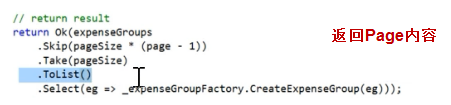 // return result
return Ok(expenseGroups
返回Page内容
.Skip(pageSize * (page - 1))
.Take(pageSize)
.ToList()
.Select(eg => _expenseGroupFactory.CreateExpenseGroup(eg)));